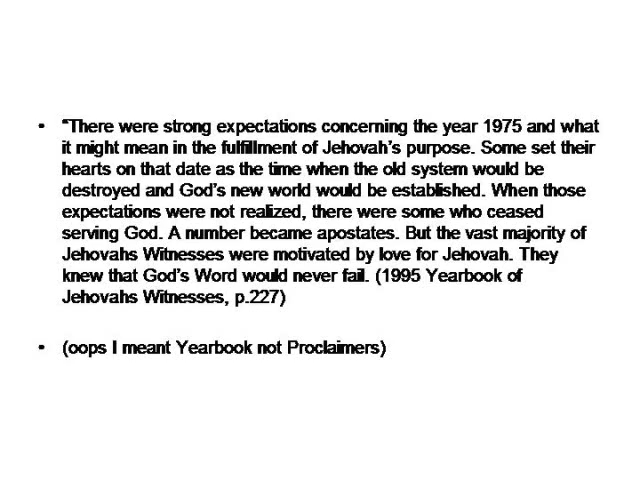 • “There were strong expectations concerning the year 1975 and what
it might mean in the fulfillment of Jehovah’s purpose. Some set their
hearts on that date as the time when the old system would be
destroyed and God’s new world would be established. When those
expectations were not realized, there were some who ceased
serving God. A number became apostates. But the vast majority of
Jehovahs Witnesses were motivated by love for Jehovah. They
knew that God’s Word would never fail. (1995 Yearbook of
Jehovahs Witnesses, p.227)
• (oops I meant Yearbook not Proclaimers)